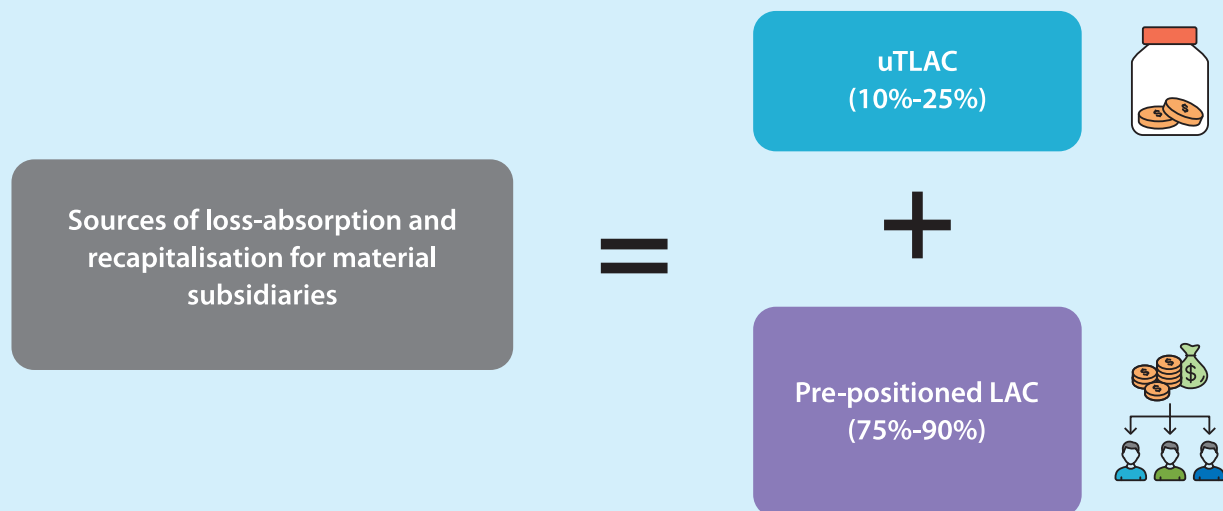 uTLAC
(10%-25%)
Sources of loss-absorption and
recapitalisation for material
subsidiaries
=
+
Pre-positioned LAC
(75%-90%)
$